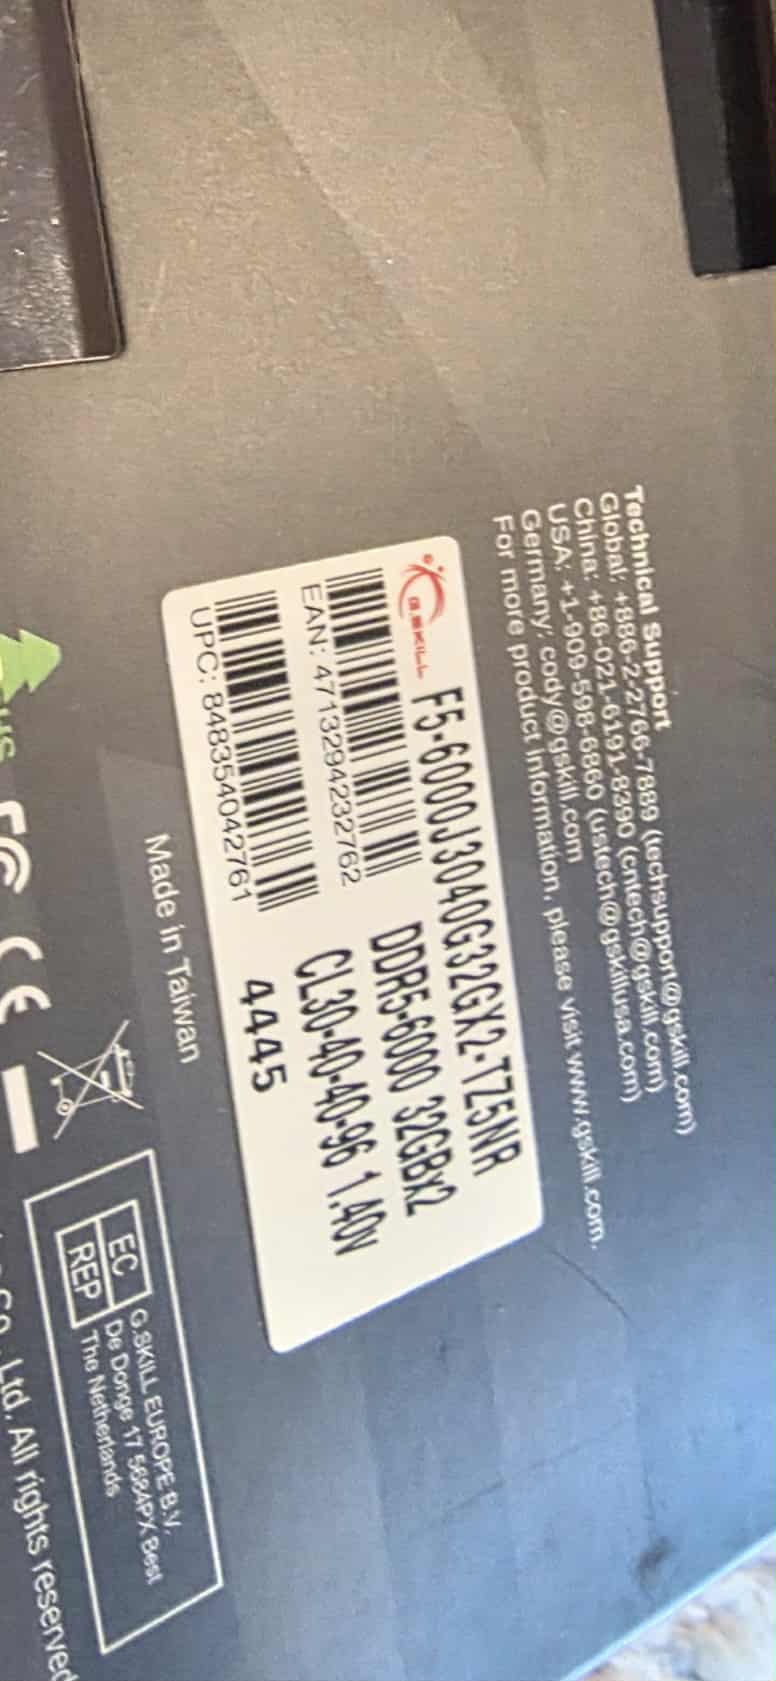 Technical Support
Global: +886-2-2766-7889 (techsupport@gskill.com)
China: +86-021-6191-8390 (cntech@gskill.com)
USA: +1-909-598-6860 (ustech@gskillusa.com)
Germany: cody@gskill.com
For more product information, please visit www.gskill.com.
G.SKILL
F5-6000J3040G32GX2-TZ5NR
DDR5-6000 32GBx2
EAN: 4713294232762
CL30-40-40-96 1.40v
UPC: 848354042761
4445
Made in Taiwan
FC CE
EC REP
G.SKILL EUROPE B.V.
De Donge 17 5684PX Best
The Netherlands
Co., Ltd. All rights reserved